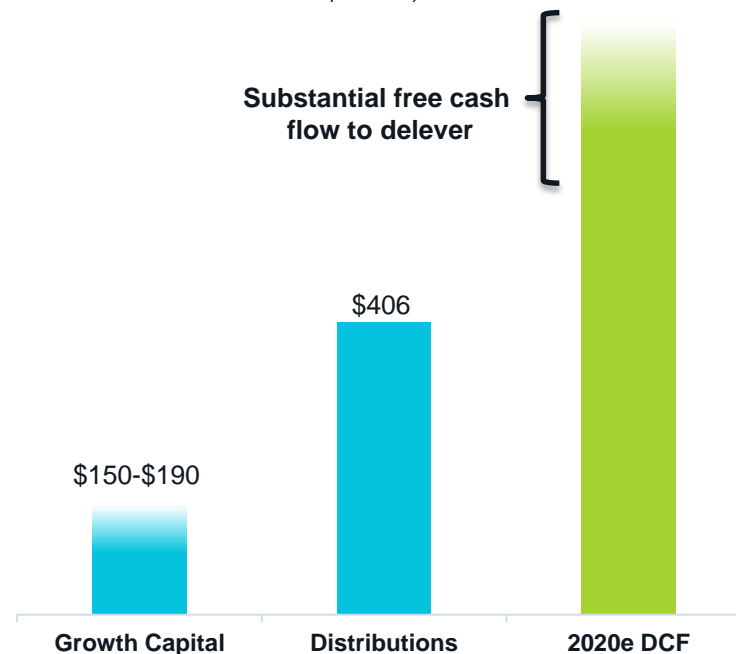 Substantial free cash
flow to delever
$406
$150-$190
Growth Capital
Distributions
2020e DCF